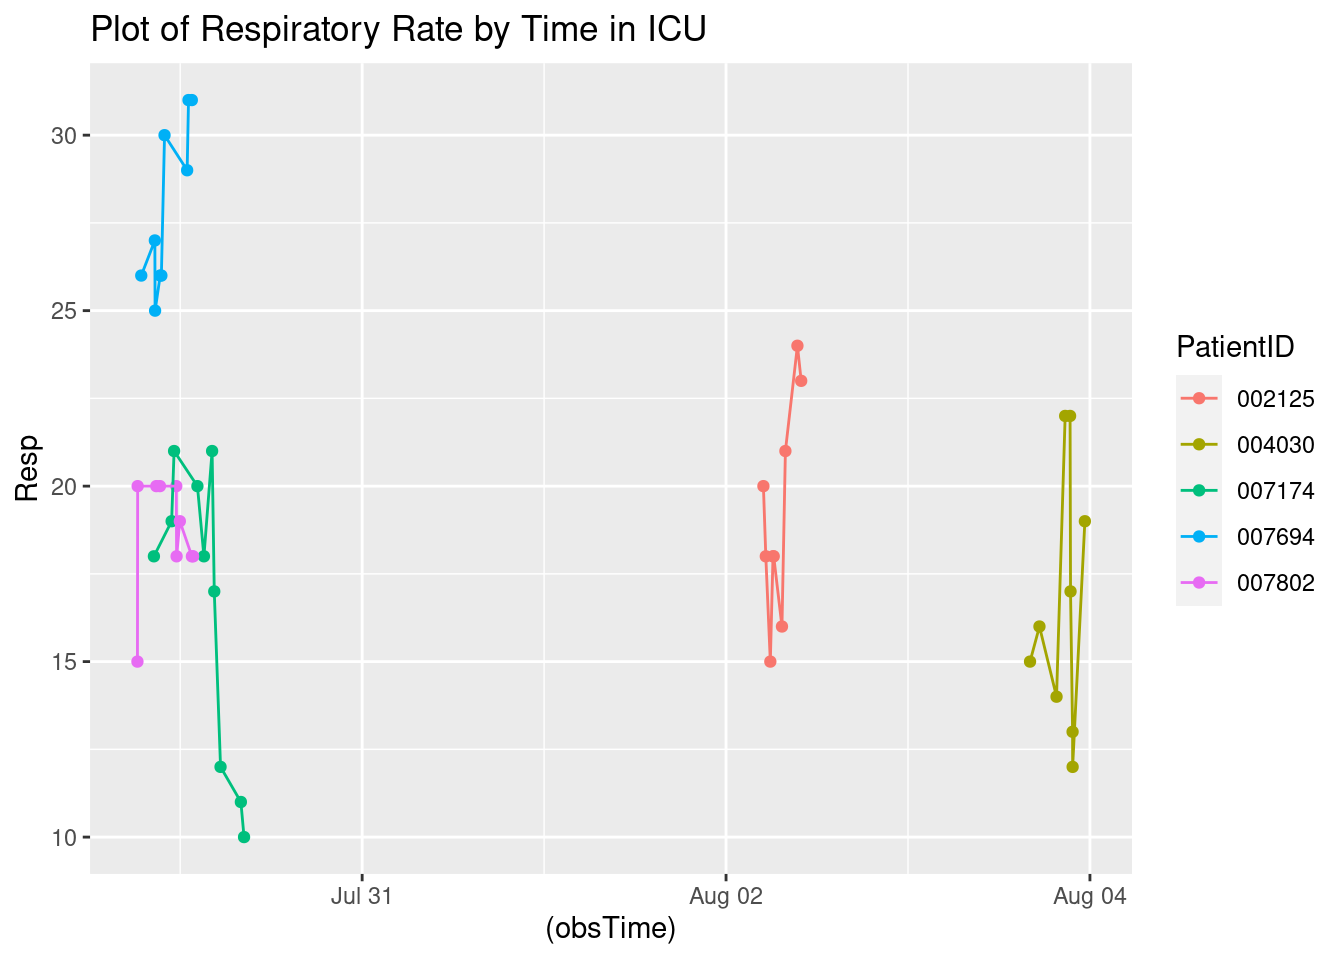 Plot of Respiratory Rate by Time in ICU
30
25
20
15
10
Resp
Jul 31
Aug 02
Aug 04
(obsTime)
PatientID
002125
004030
007174
007694
007802